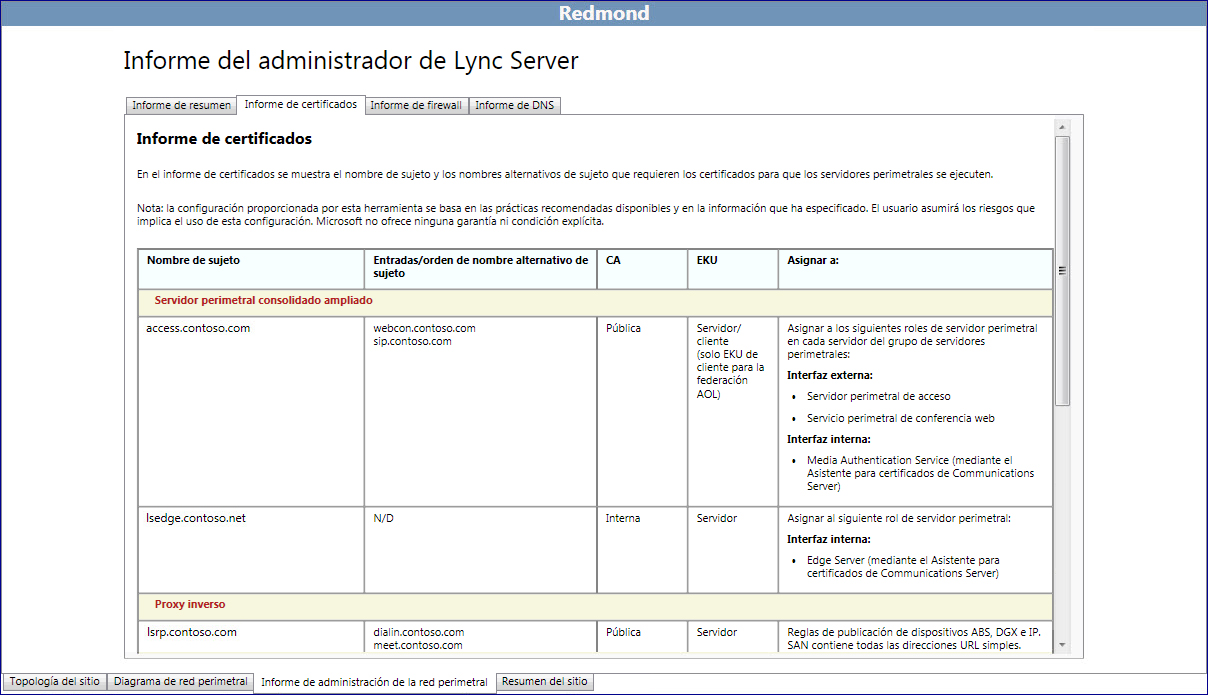 Redmond
Informe del administrador de Lync Server
Informe de resumen
Informe de certificados
Informe de firewall
Informe de DNS
Informe de certificados
En el informe de certificados se muestra el nombre de sujeto y los nombres alternativos de sujeto que requieren los certificados para que los servidores perimetrales se ejecuten.
Nota: la configuración proporcionada por esta herramienta se basa en las prácticas recomendadas disponibles y en la información que ha especificado. El usuario asumirá los riesgos que
implica el uso de esta configuración. Microsoft no ofrece ninguna garantía ni condición explícita.
Nombre de sujeto
Entradas/orden de nombre alternativo de
sujeto
CA
EKU
Asignar a:
Servidor perimetral consolidado ampliado
access.contoso.com
webcon.contoso.com
sip.contoso.com
Pública
Servidor/
cliente
(solo EKU de
cliente para la
federación
AOL)
Asignar a los siguientes roles de servidor perimetral
en cada servidor del grupo de servidores
perimetrales:
Interfaz externa:
• Servidor perimetral de acceso
• Servicio perimetral de conferencia web
Interfaz interna:
• Media Authentication Service (mediante el
Asistente para certificados de Communications
Server)
lsedge.contoso.net
N/D
Interna
Servidor
Asignar al siguiente rol de servidor perimetral:
Interfaz interna:
• Edge Server (mediante el Asistente para
certificados de Communications Server)
Proxy inverso
lsrp.contoso.com
dialin.contoso.com
meet.contoso.com
Pública
Servidor
Reglas de publicación de dispositivos ABS, DGX e IP.
SAN contiene todas las direcciones URL simples.
Topología del sitio
Diagrama de red perimetral
Informe de administración de la red perimetral
Resumen del sitio